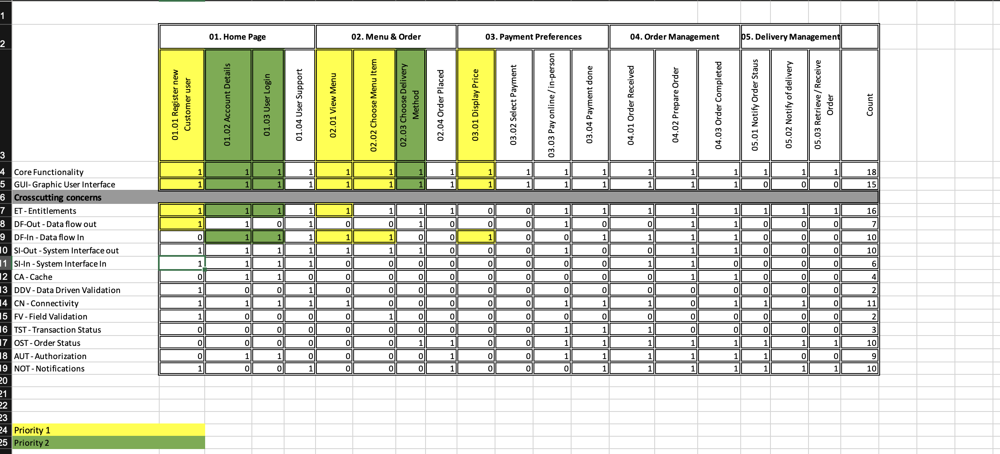 1
2 01. Home Page 02. Menu & Order 03. Payment Preferences 04. Order Management 05. Delivery Management
3 01.01 Register new Customer user 01.02 Account Details 01.03 User Login 01.04 User Support 02.01 View Menu 02.02 Choose Menu Item 02.03 Choose Delivery Method 02.04 Order Placed 03.01 Display Price 03.02 Select Payment 03.03 Pay online / in-person 03.04 Payment done 04.01 Order Received 04.02 Prepare Order 04.03 Order Completed 05.01 Notify Order Staus 05.02 Notify of delivery 05.03 Retrieve / Receive Order Count
4 Core Functionality 1 1 1 1 1 1 1 1 1 1 1 1 1 1 1 1 1 1 18
5 GUI- Graphic User Interface 1 1 1 1 1 1 1 1 1 1 1 1 1 1 1 0 0 0 15
6 Crosscutting concerns
7 ET - Entitlements 1 1 1 1 1 1 1 1 0 0 1 1 1 1 1 1 1 1 16
8 DF-Out - Data flow out 1 1 0 1 0 0 1 0 0 0 1 0 0 1 1 0 0 0 7
9 DF-In - Data flow In 0 1 1 1 1 1 0 0 1 0 0 1 1 1 1 0 0 0 10
10 SI-Out - System Interface out 1 1 1 1 1 1 1 0 0 0 1 0 0 1 1 0 0 0 10
11 SI-In - System Interface In 1 1 1 1 0 0 0 0 0 0 0 0 1 1 0 0 0 0 6
12 CA - Cache 0 1 1 0 0 0 0 0 0 0 0 0 0 1 1 0 0 0 4
13 DDV - Data Driven Validation 1 0 0 1 0 0 0 0 0 0 0 0 0 0 0 0 0 0 2
14 CN - Connectivity 1 1 1 1 1 0 0 0 0 0 1 1 1 0 1 1 1 0 11
15 FV - Field Validation 1 0 0 0 0 1 0 0 0 0 0 0 0 0 0 0 0 0 2
16 TST - Transaction Status 0 0 0 0 0 0 0 0 0 0 1 1 1 0 0 0 0 0 3
17 OST - Order Status 0 0 0 0 0 0 1 1 0 0 1 1 1 1 1 1 1 1 10
18 AUT - Authorization 0 1 1 0 0 0 0 1 0 0 1 1 1 1 1 1 0 0 9
19 NOT - Notifications 1 0 0 1 0 0 0 1 0 0 0 1 1 1 1 1 1 1 10
20
21
22
23
24 Priority 1
25 Priority 2